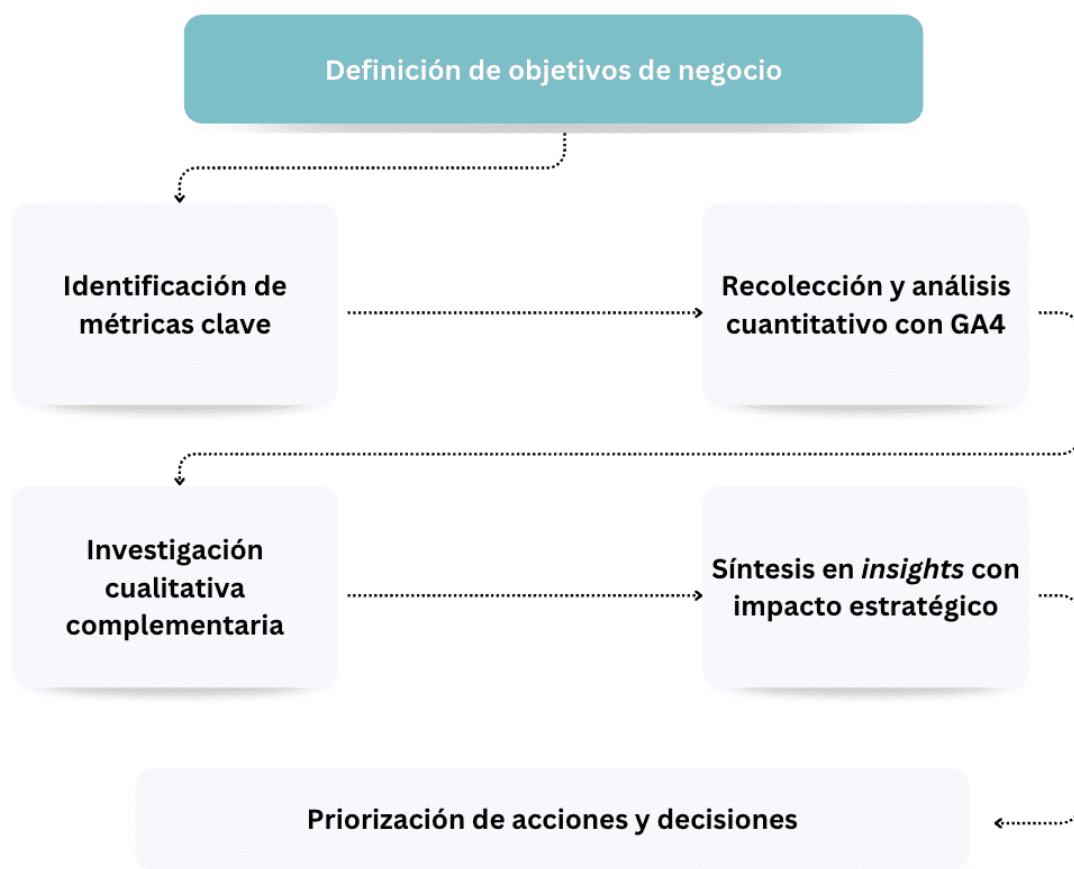 Definición de objetivos de negocio
Identificación de
métricas clave
Recolección y análisis
cuantitativo con GA4
Investigación
cualitativa
complementaria
Síntesis en insights con
impacto estratégico
Priorización de acciones y decisiones